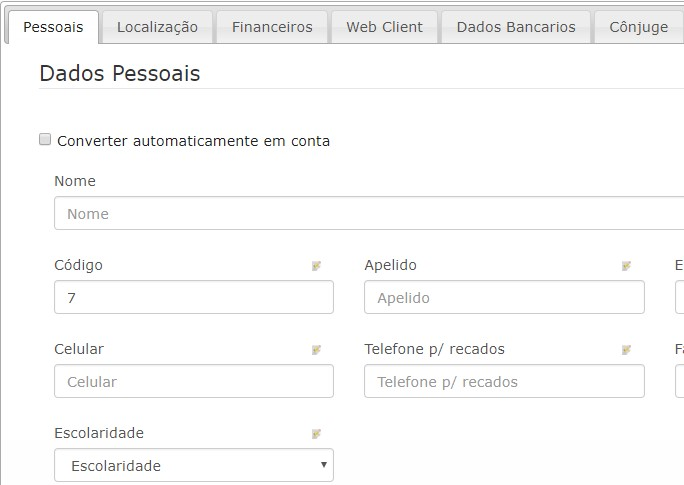 Pessoais Localização Financeiros Web Client Dados Bancarios Cônjuge
Dados Pessoais
Converter automaticamente em conta
Nome
Nome
Código Apelido
7 Apelido
Celular Telefone p/ recados
Celular Telefone p/ recados
Escolaridade
Escolaridade